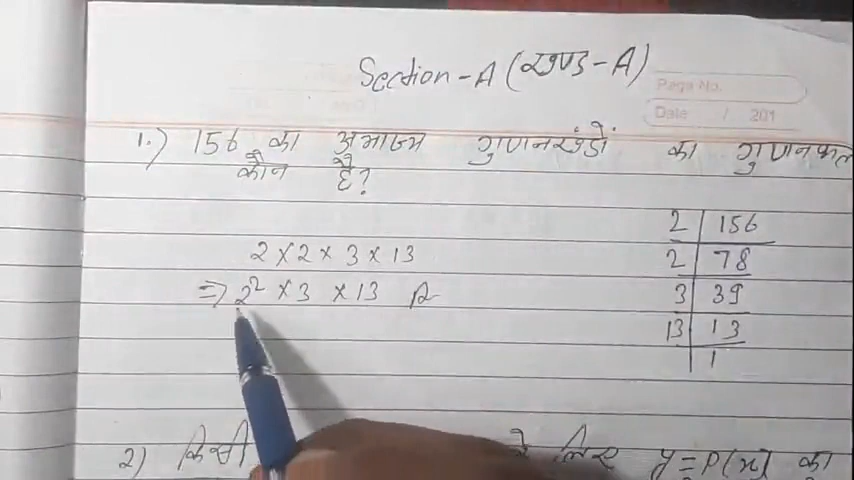 Section-A (खण्ड-A)
Page No.
Date / 201
1.) 156 का अभाज्य गुणनखंडों का गुणनफल
कौन है?
2 × 2 × 3 × 13
⇒ 2² × 3 × 13
2 | 156
2 | 78
3 | 39
13 | 13
1
2) किसी के लिए y = p(x) का